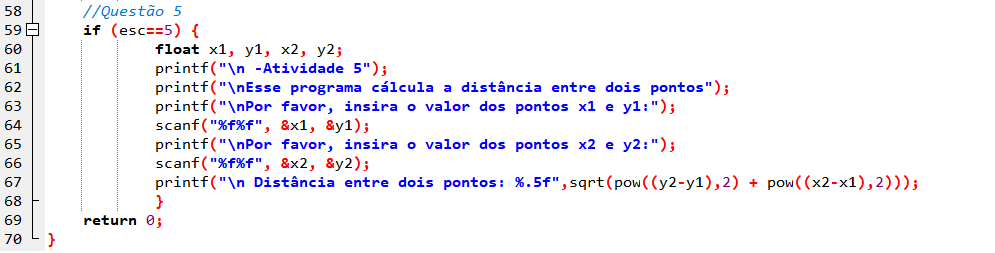 58 //Questão 5
59 if (esc==5) {
60 float x1, y1, x2, y2;
61 printf("\n -Atividade 5");
62 printf("\nEsse programa cálcula a distância entre dois pontos");
63 printf("\nPor favor, insira o valor dos pontos x1 e y1:");
64 scanf("%f%f", &x1, &y1);
65 printf("\nPor favor, insira o valor dos pontos x2 e y2:");
66 scanf("%f%f", &x2, &y2);
67 printf("\n Distância entre dois pontos: %.5f",sqrt(pow((y2-y1),2) + pow((x2-x1),2)));
68 }
69 return 0;
70 }